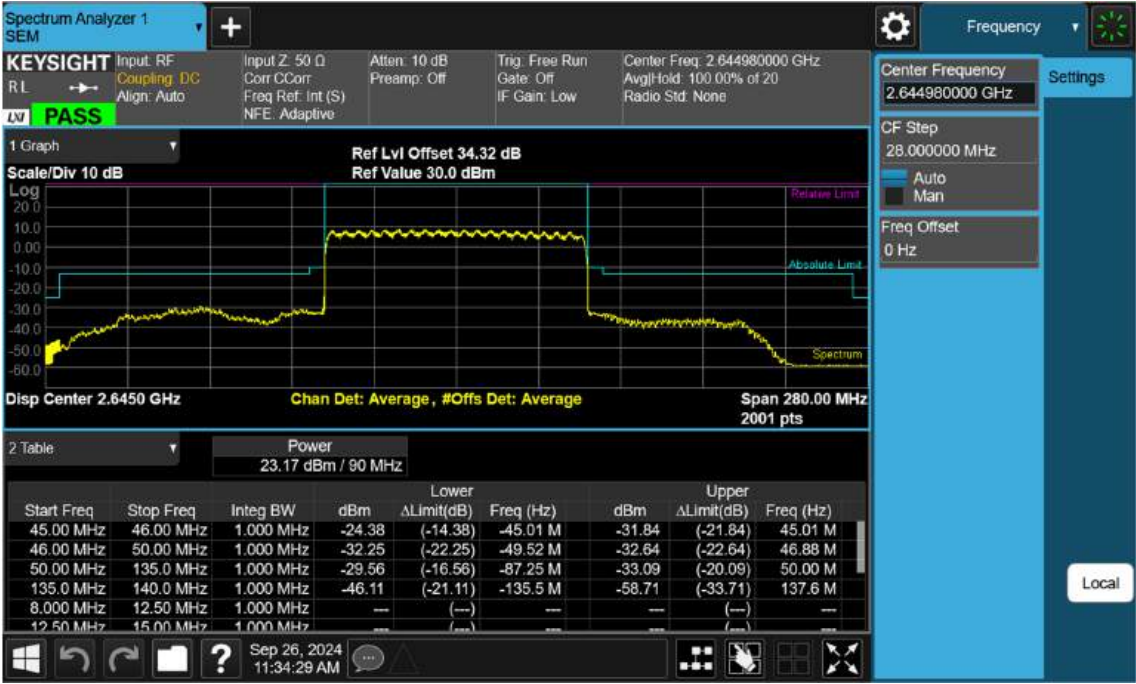 Spectrum Analyzer 1
SEM
Frequency
KEYSIGHT
R L
LXI
PASS
Input: RF
Coupling: DC
Align: Auto
Input Z: 50 Ω
Corr CCorr
Freq Ref: Int (S)
NFE: Adaptive
Atten: 10 dB
Preamp: Off
Trig: Free Run
Gate: Off
IF Gain: Low
Center Freq: 2.644980000 GHz
Avg|Hold: 100.00% of 20
Radio Std: None
Center Frequency
2.644980000 GHz
Settings
CF Step
28.000000 MHz
Auto
Man
Freq Offset
0 Hz
1 Graph
Ref Lvl Offset 34.32 dB
Scale/Div 10 dB
Ref Value 30.0 dBm
Log
20.0
10.0
0.00
-10.0
-20.0
-30.0
-40.0
-50.0
-60.0
Relative Limit
Absolute Limit
Spectrum
Disp Center 2.6450 GHz
Chan Det: Average, #Offs Det: Average
Span 280.00 MHz
2001 pts
2 Table
Power
23.17 dBm / 90 MHz
Lower Upper
Start Freq Stop Freq Integ BW dBm ΔLimit(dB) Freq (Hz) dBm ΔLimit(dB) Freq (Hz)
45.00 MHz 46.00 MHz 1.000 MHz -24.38 (-14.38) -45.01 M -31.84 (-21.84) 45.01 M
46.00 MHz 50.00 MHz 1.000 MHz -32.25 (-22.25) -49.52 M -32.64 (-22.64) 46.88 M
50.00 MHz 135.0 MHz 1.000 MHz -29.56 (-16.56) -87.25 M -33.09 (-20.09) 50.00 M
135.0 MHz 140.0 MHz 1.000 MHz -46.11 (-21.11) -135.5 M -58.71 (-33.71) 137.6 M
8.000 MHz 12.50 MHz 1.000 MHz --- (---) --- --- (---) ---
12.50 MHz 15.00 MHz 1.000 MHz --- (---) --- --- (---) ---
Local
?
Sep 26, 2024
11:34:29 AM